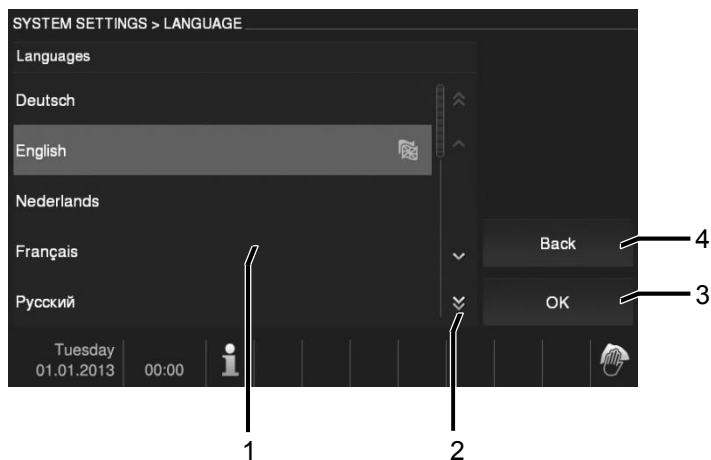 SYSTEM SETTINGS > LANGUAGE
Languages
Deutsch
English
Nederlands
Français
Русский
Back
OK
4
3
Tuesday
01.01.2013
00:00
i
1
2